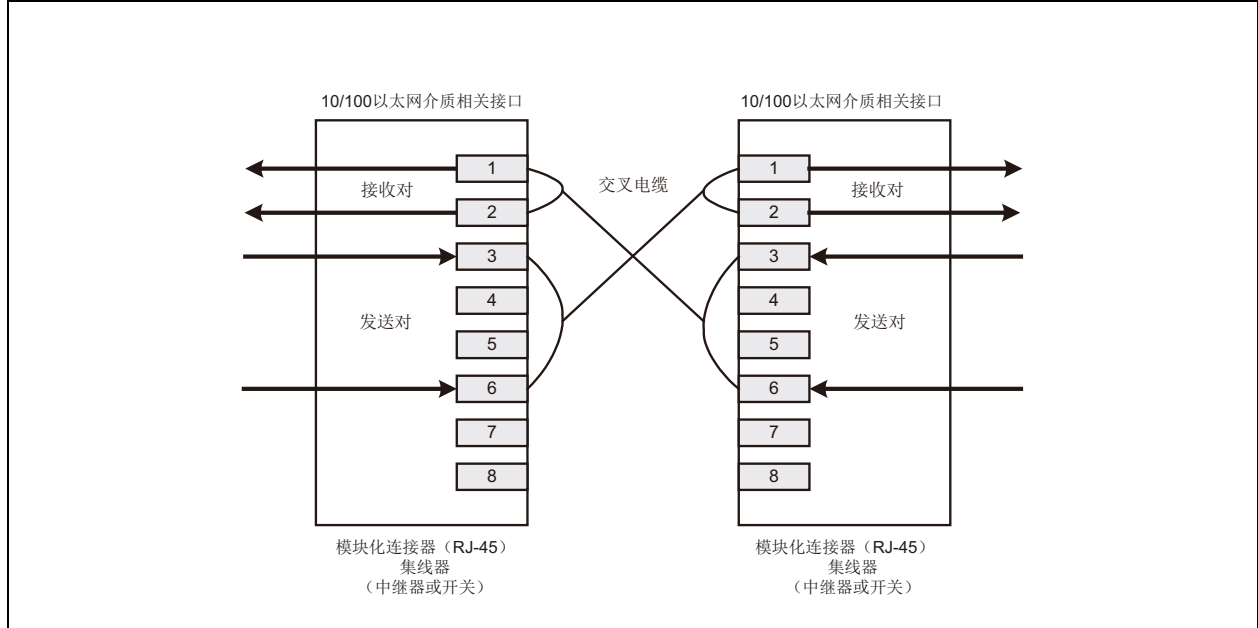 10/100以太网介质相关接口
10/100以太网介质相关接口
1
接收对
2
3
4
发送对
5
6
7
8
交叉电缆
1
接收对
2
3
4
发送对
5
6
7
8
模块化连接器（RJ-45）
集线器
（中继器或开关）
模块化连接器（RJ-45）
集线器
（中继器或开关）